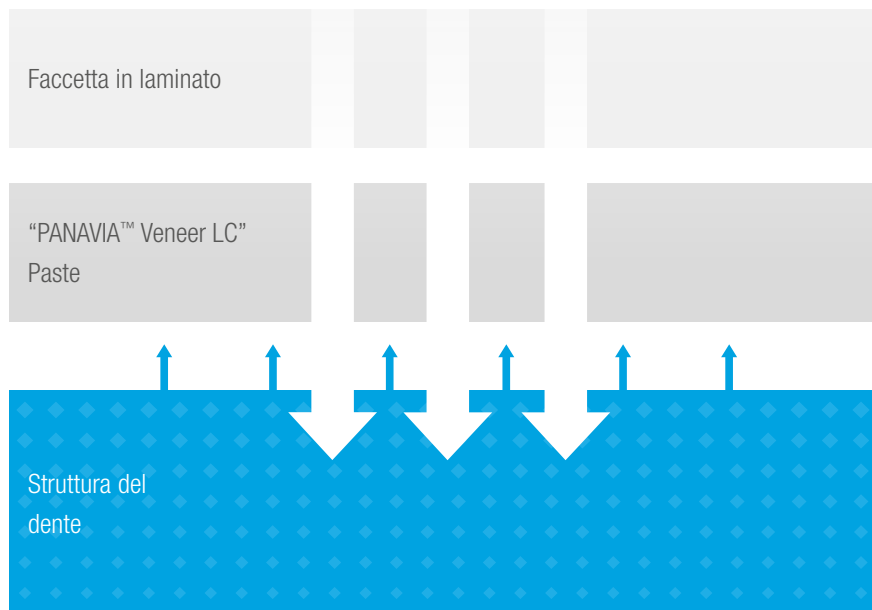 Faccetta in laminato
“PANAVIA™ Veneer LC”
Paste
Struttura del
dente